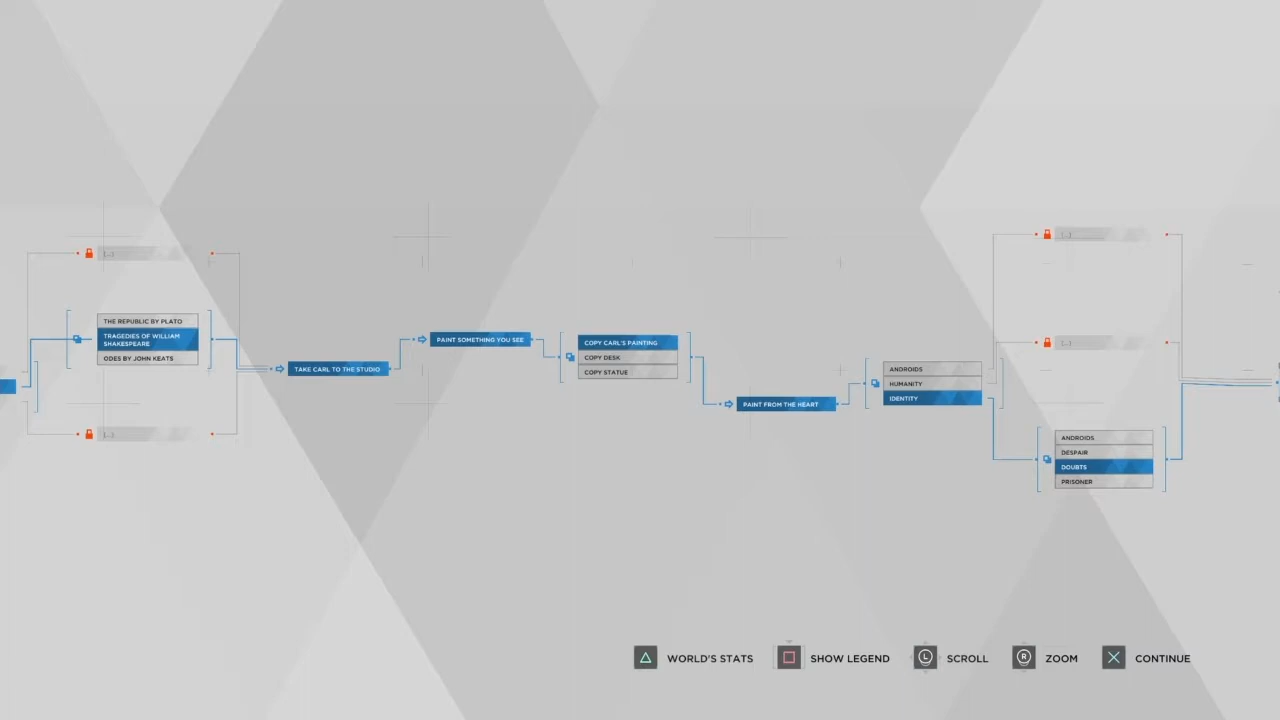 [...]
THE REPUBLIC BY PLATO
TRAGEDIES OF WILLIAM
SHAKESPEARE
ODES BY JOHN KEATS
[...]
TAKE CARL TO THE STUDIO
PAINT SOMETHING YOU SEE
COPY CARL'S PAINTING
COPY DESK
COPY STATUE
PAINT FROM THE HEART
ANDROIDS
HUMANITY
IDENTITY
[...]
[...]
ANDROIDS
DESPAIR
DOUBTS
PRISONER
WORLD'S STATS
SHOW LEGEND
L SCROLL
R ZOOM
CONTINUE